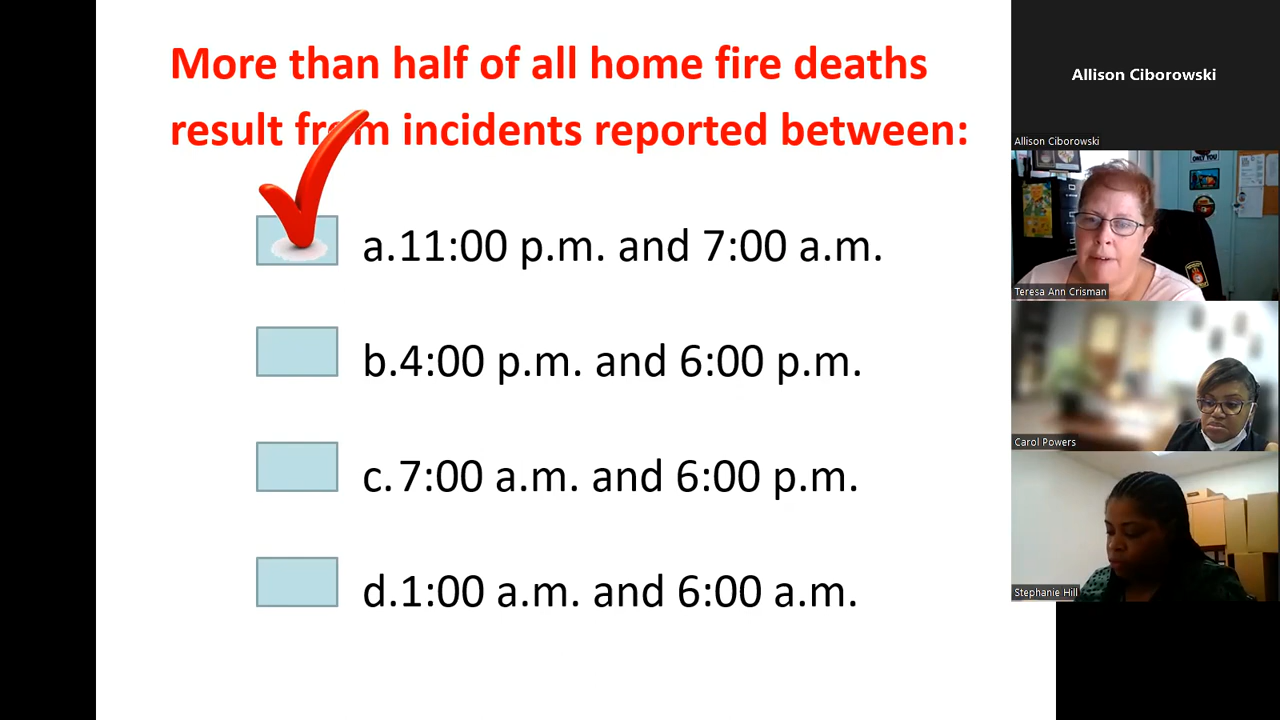 More than half of all home fire deaths
result from incidents reported between:
a.11:00 p.m. and 7:00 a.m.
b.4:00 p.m. and 6:00 p.m.
c.7:00 a.m. and 6:00 p.m.
d.1:00 a.m. and 6:00 a.m.
Allison Ciborowski
Allison Ciborowski
ONLY YOU
Teresa Ann Crisman
Carol Powers
Stephanie Hill